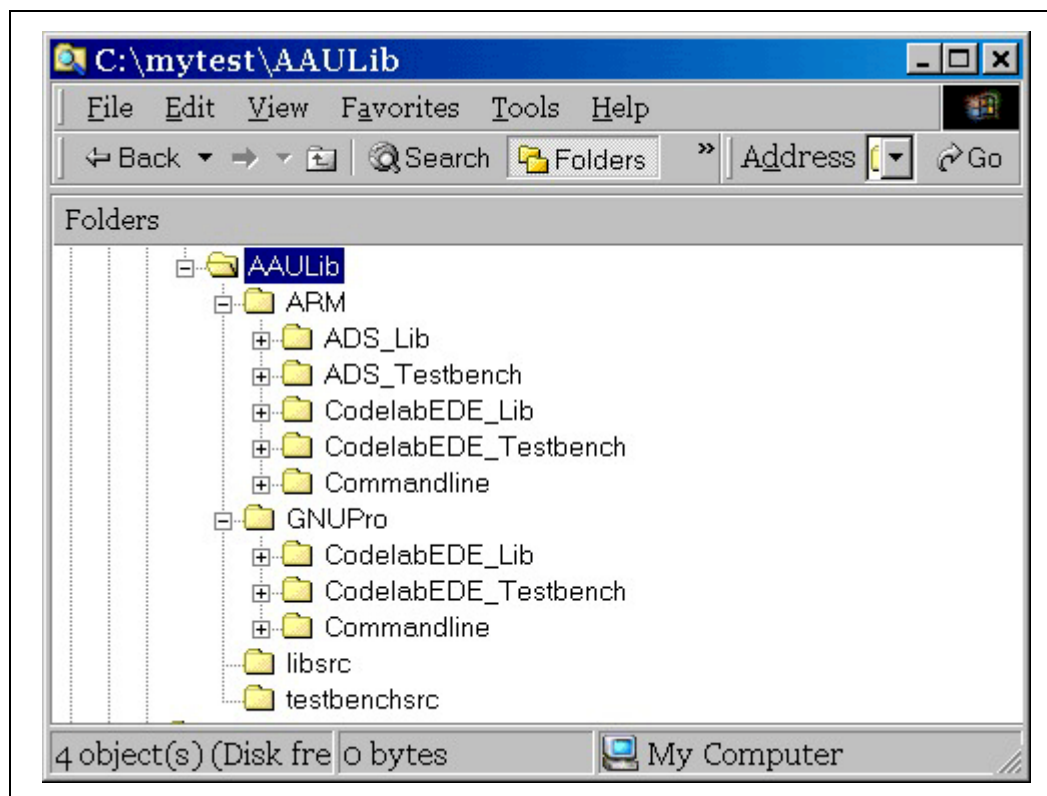 C:\mytest\AAULib
File Edit View Favorites Tools Help
Back Search Folders » Address Go
Folders
AAULib
ARM
ADS_Lib
ADS_Testbench
CodelabEDE_Lib
CodelabEDE_Testbench
Commandline
GNUPro
CodelabEDE_Lib
CodelabEDE_Testbench
Commandline
libsrc
testbenchsrc
4 object(s) (Disk fre 0 bytes My Computer